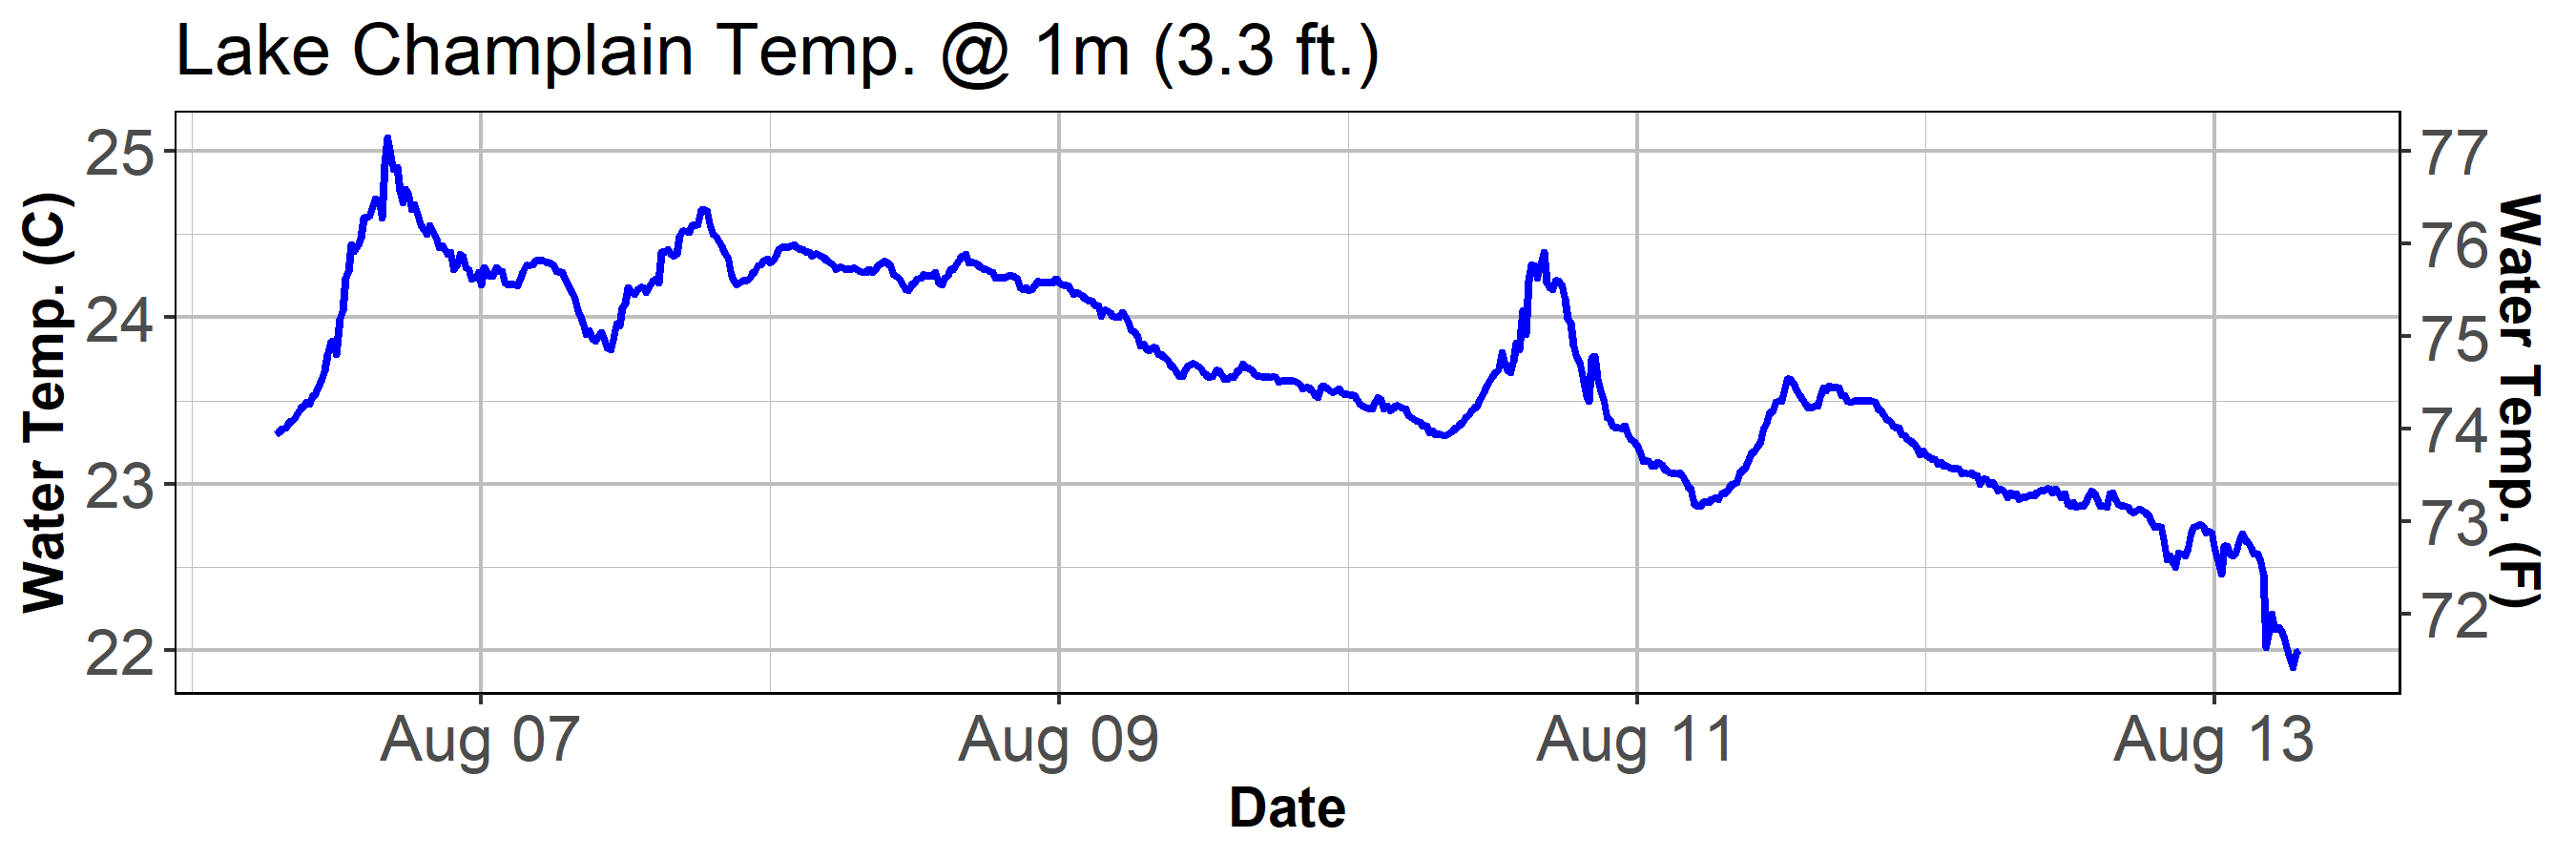 Lake Champlain Temp. @ 1m (3.3 ft.)
Water Temp. (C)
25
24
23
22
77
76
75
74
73
72
Water Temp. (F)
Aug 07
Aug 09
Aug 11
Aug 13
Date